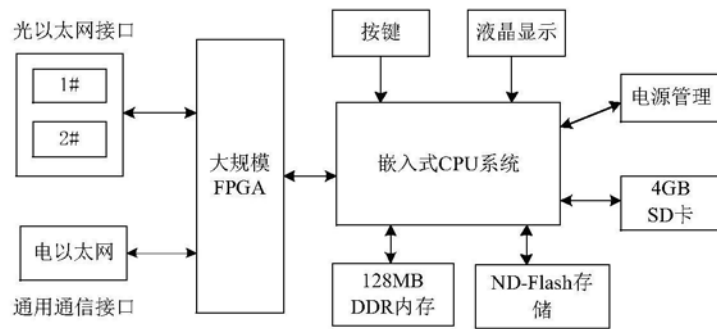 光以太网接口
1#
2#
电以太网
通用通信接口
大规模
FPGA
按键
液晶显示
嵌入式CPU系统
电源管理
4GB
SD卡
128MB
DDR内存
ND-Flash存
储